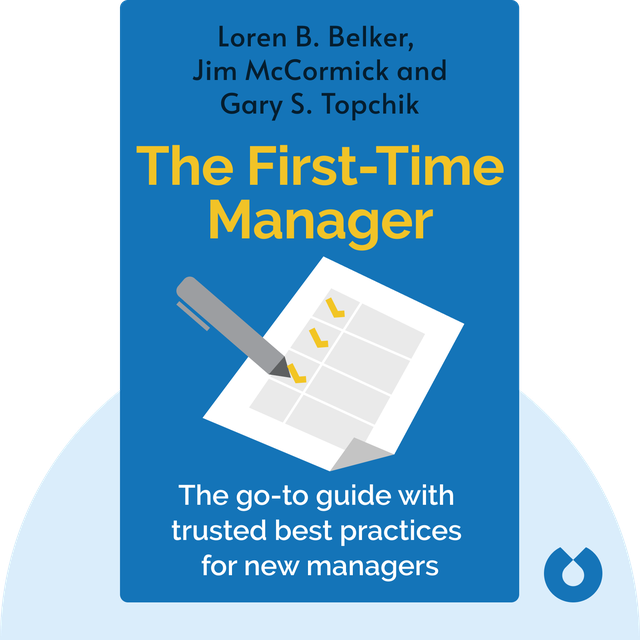 Loren B. Belker,
Jim McCormick and
Gary S. Topchik
The First-Time
Manager
The go-to guide with
trusted best practices
for new managers